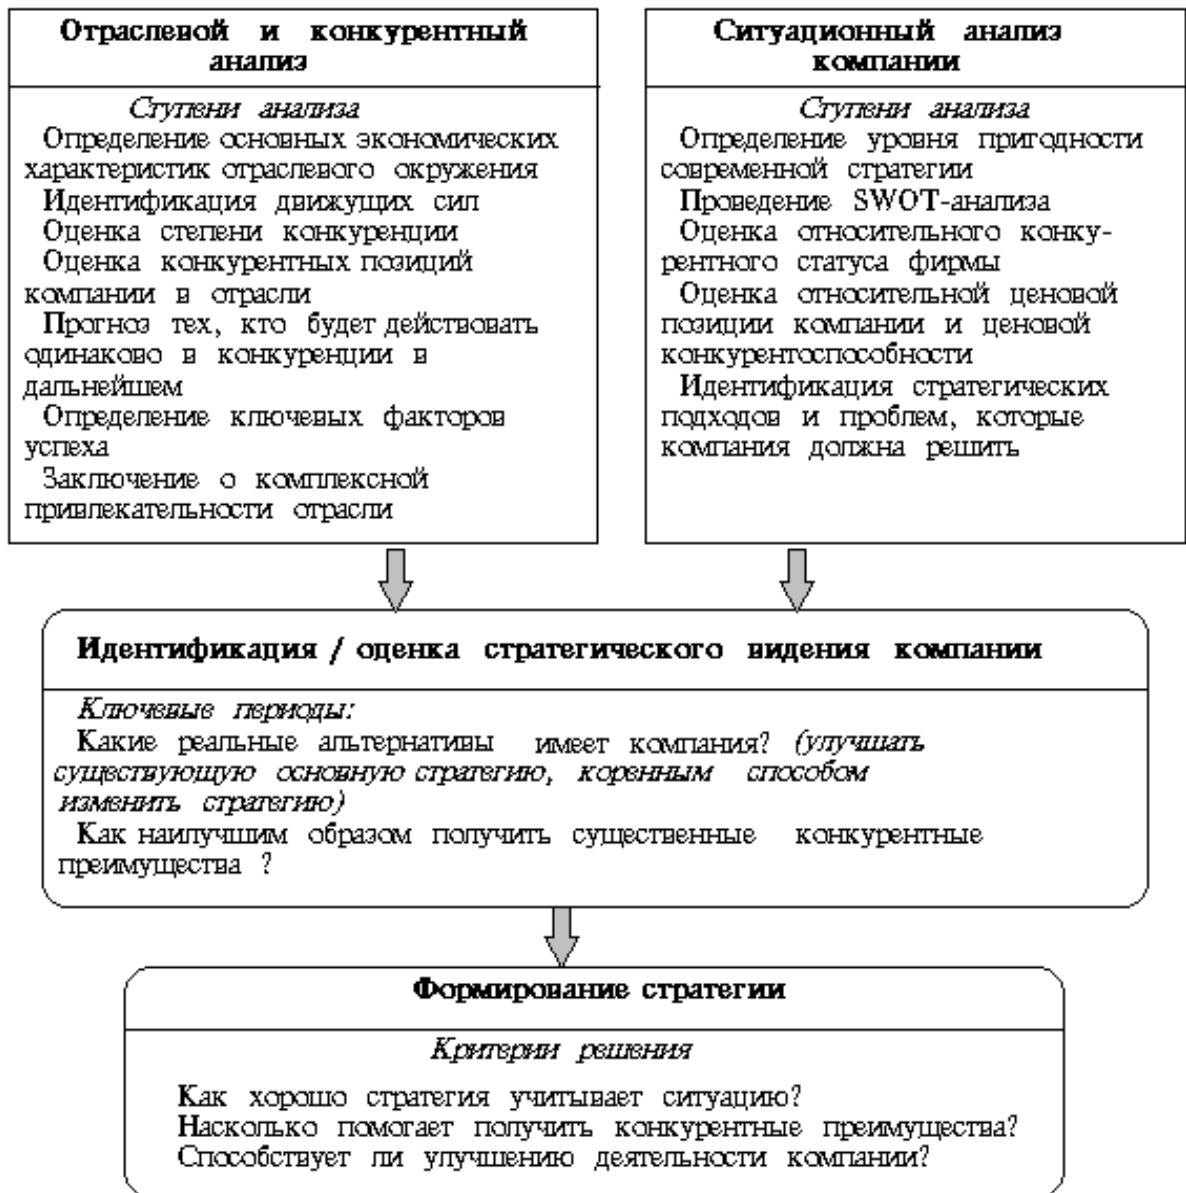 Отраслевой и конкурентный
анализ
Ступени анализа
Определение основных экономических
характеристик отраслевого окружения
Идентификация движущих сил
Оценка степени конкуренции
Оценка конкурентных позиций
компании в отрасли
Прогноз тех, кто будет действовать
одинаково в конкуренции в
дальнейшем
Определение ключевых факторов
успеха
Заключение о комплексной
привлекательности отрасли
Ситуационный анализ
компании
Ступени анализа
Определение уровня пригодности
современной стратегии
Проведение SWOT-анализа
Оценка относительного конку-
рентного статуса фирмы
Оценка относительной ценовой
позиции компании и ценовой
конкурентоспособности
Идентификация стратегических
подходов и проблем, которые
компания должна решить
Идентификация / оценка стратегического видения компании
Ключевые периоды:
Какие реальные альтернативы имеет компания? (улучшать
существующую основную стратегию, коренным способом
изменить стратегию)
Как наилучшим образом получить существенные конкурентные
преимущества ?
Формирование стратегии
Критерии решения
Как хорошо стратегия учитывает ситуацию?
Насколько помогает получить конкурентные преимущества?
Способствует ли улучшению деятельности компании?